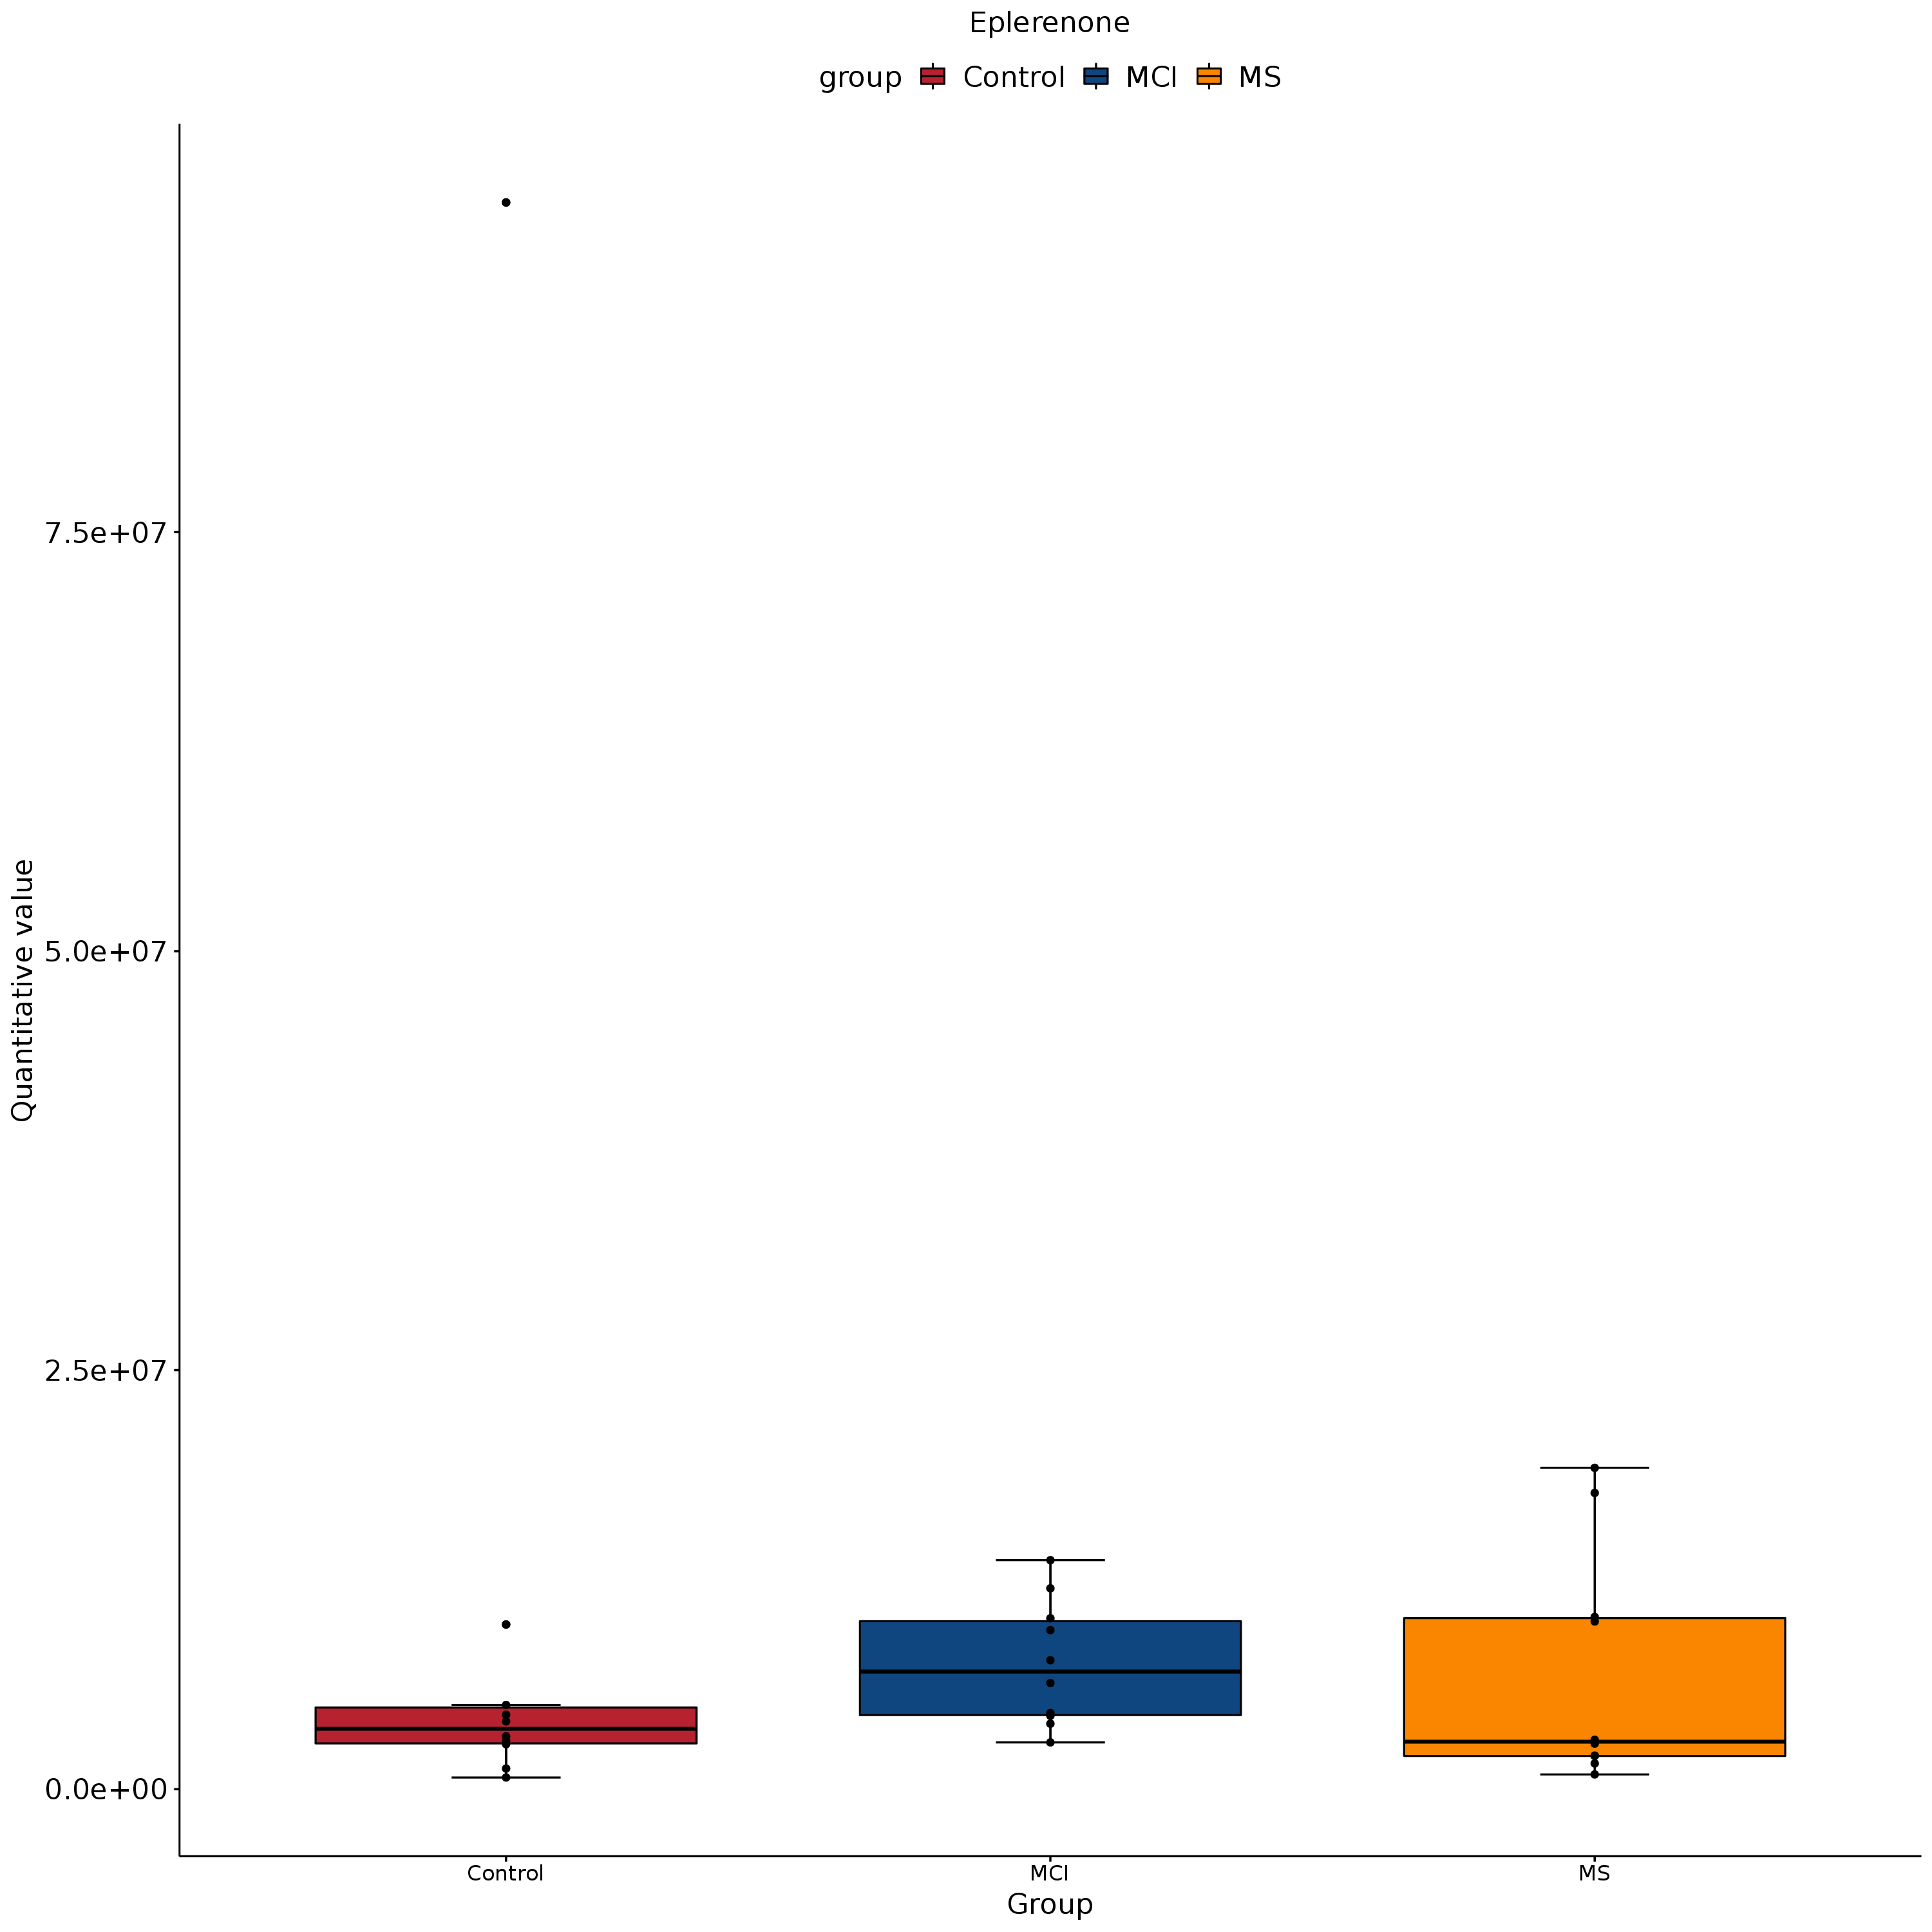 Eplerenone
group Control MCI MS
Quantitative value
7.5e+07
5.0e+07
2.5e+07
0.0e+00
Control MCI MS
Group